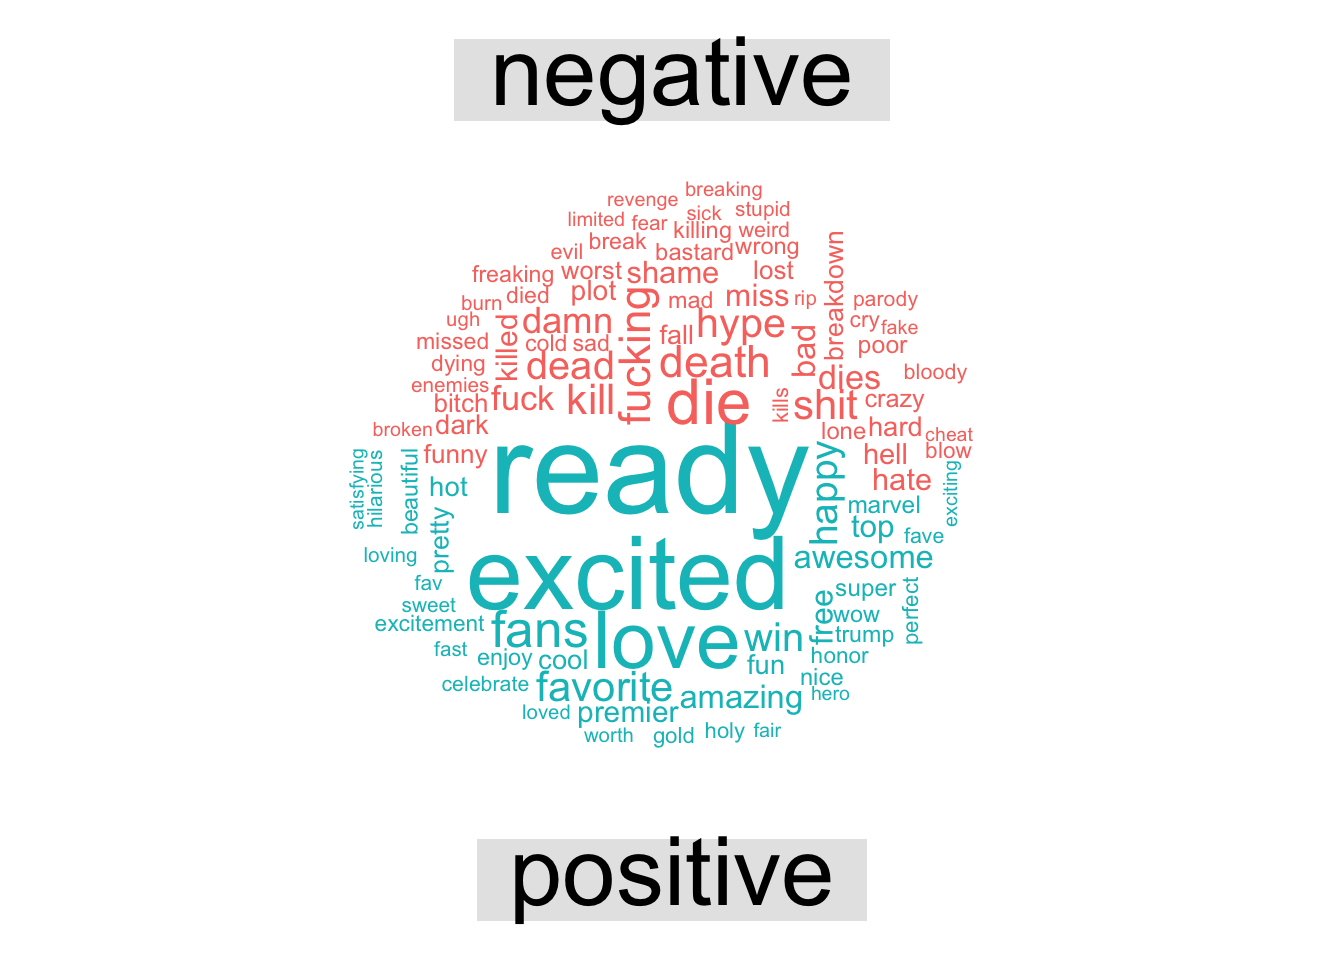 negative
breaking
revenge
sick stupid
limited fear killing weird
evil break bastard wrong
freaking worst shame lost
burn died plot mad miss rip breakdown parody
ugh killed damn fucking fall hype bad cry fake
missed cold sad poor
dying dead death dies bloody
enemies fuck kill die kills shit crazy
bitch
broken dark lone hard cheat
funny hell blow
ready hate
satisfying hilarious beautiful hot happy exciting
pretty marvel
top fave
loving excited awesome
fav super perfect
sweet free wow
excitement fans love win trump
fast enjoy cool fun honor
celebrate favorite amazing nice hero
loved premier
worth gold holy fair
positive